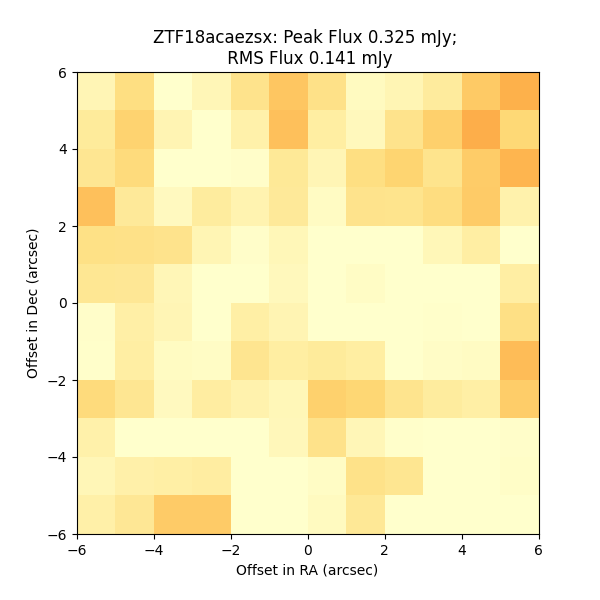 ZTF18acaezsx: Peak Flux 0.325 mJy;
RMS Flux 0.141 mJy
6
4
2
0
−2
−4
−6
Offset in Dec (arcsec)
−6 −4 −2 0 2 4 6
Offset in RA (arcsec)